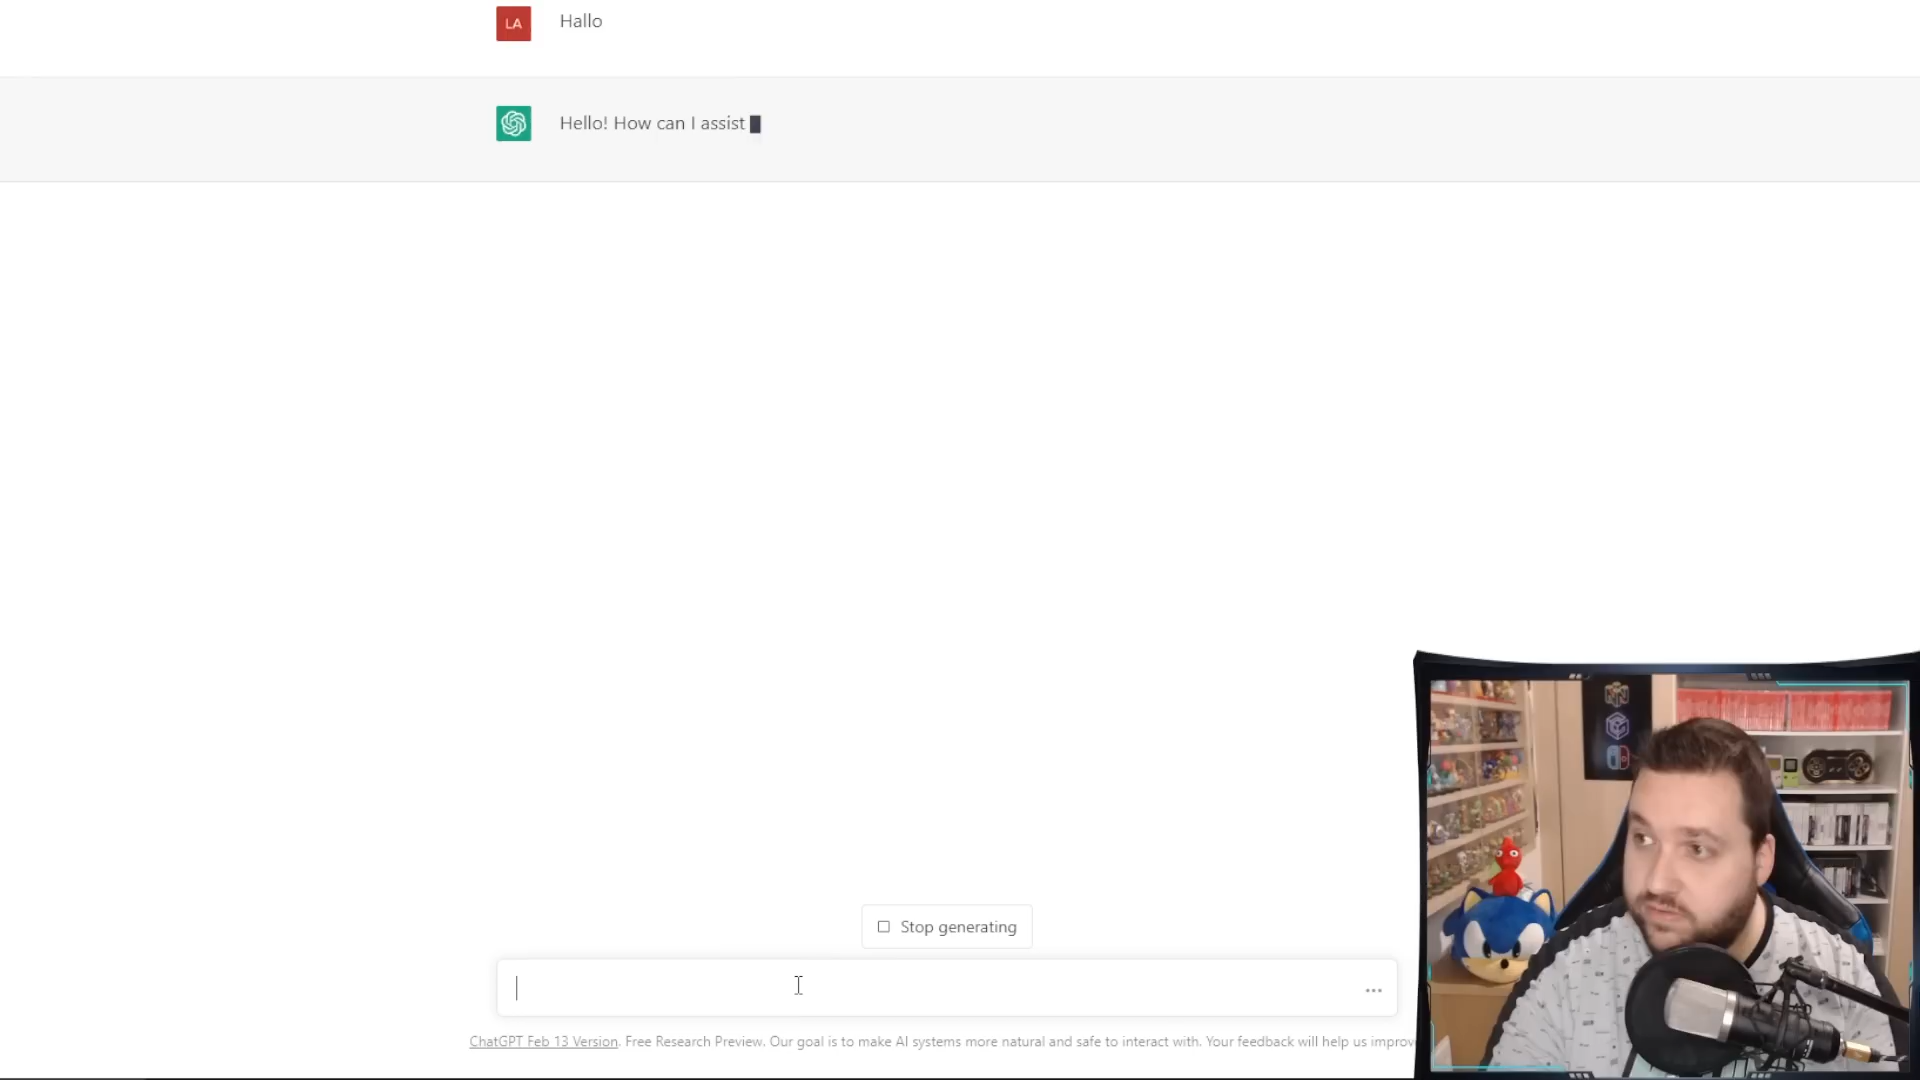 LA Hallo
Hello! How can I assist
Stop generating
ChatGPT Feb 13 Version. Free Research Preview. Our goal is to make AI systems more natural and safe to interact with. Your feedback will help us improv